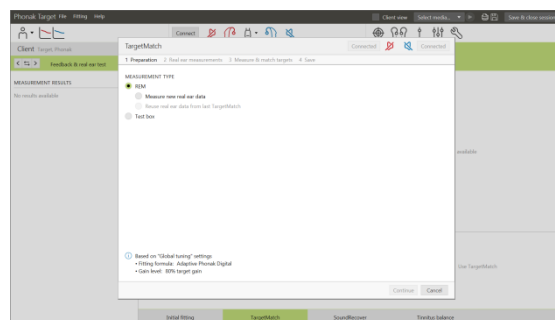 Phonak Target File Fitting Help
Client view Select media... Save & close session
Connect
Client Target, Phonak
TargetMatch Connected Connected
Feedback & real ear test
1 Preparation 2 Real ear measurements 3 Measure & match targets 4 Save
MEASUREMENT RESULTS
No results available
MEASUREMENT TYPE
REM
Measure new real ear data
Reuse real ear data from last TargetMatch
Test box
available
Based on "Global tuning" settings
• Fitting formula: Adaptive Phonak Digital
• Gain level: 80% target gain
Use TargetMatch
Continue Cancel
Initial fitting TargetMatch SoundRecover Tinnitus balance